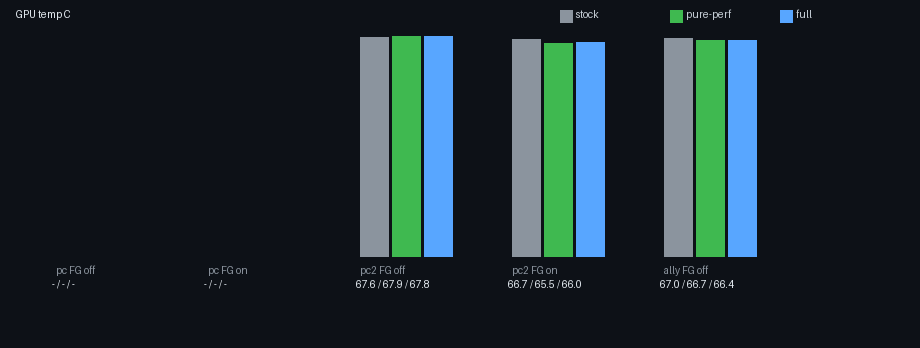 GPU temp C
stock
pure-perf
full
pc FG off
-/-/-
pc FG on
-/-/-
pc2 FG off
67.6 / 67.9 / 67.8
pc2 FG on
66.7 / 65.5 / 66.0
ally FG off
67.0 / 66.7 / 66.4